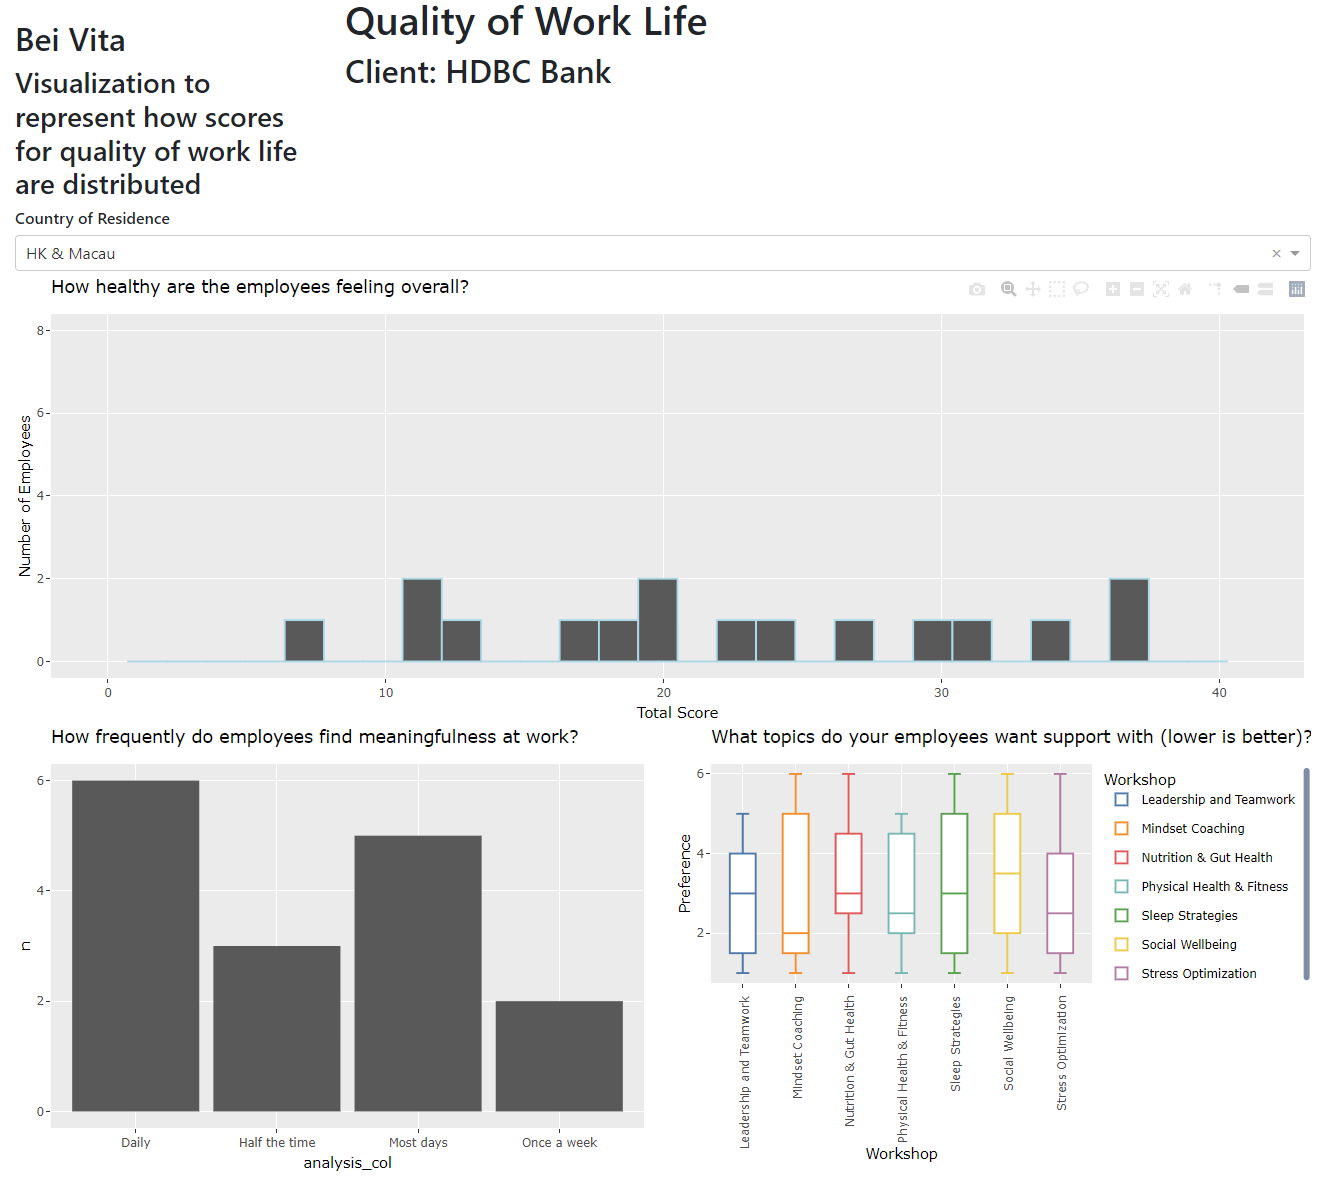 Bei Vita
Visualization to
represent how scores
for quality of work life
are distributed
Quality of Work Life
Client: HDBC Bank
Country of Residence
HK & Macau
How healthy are the employees feeling overall?
8
6
4
2
0
Number of Employees
0 10 20 30 40
Total Score
How frequently do employees find meaningfulness at work?
6
4
2
0
n
Daily Half the time Most days Once a week
analysis_col
What topics do your employees want support with (lower is better)?
6
4
2
Preference
Leadership and Teamwork
Mindset Coaching
Nutrition & Gut Health
Physical Health & Fitness
Sleep Strategies
Social Wellbeing
Stress Optimization
Workshop
Workshop
Leadership and Teamwork
Mindset Coaching
Nutrition & Gut Health
Physical Health & Fitness
Sleep Strategies
Social Wellbeing
Stress Optimization